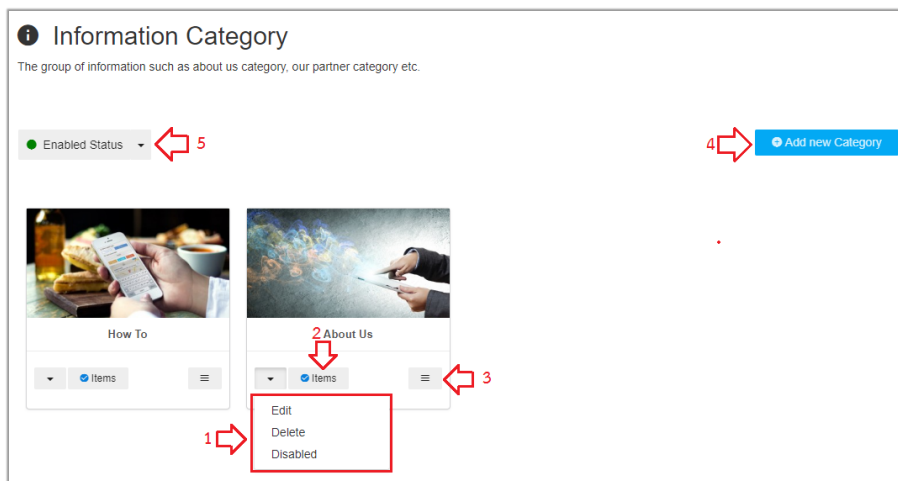 Information Category
The group of information such as about us category, our partner category etc.
Enabled Status
5
4
Add new Category
How To
2
About Us
Items
Items
3
1
Edit
Delete
Disabled